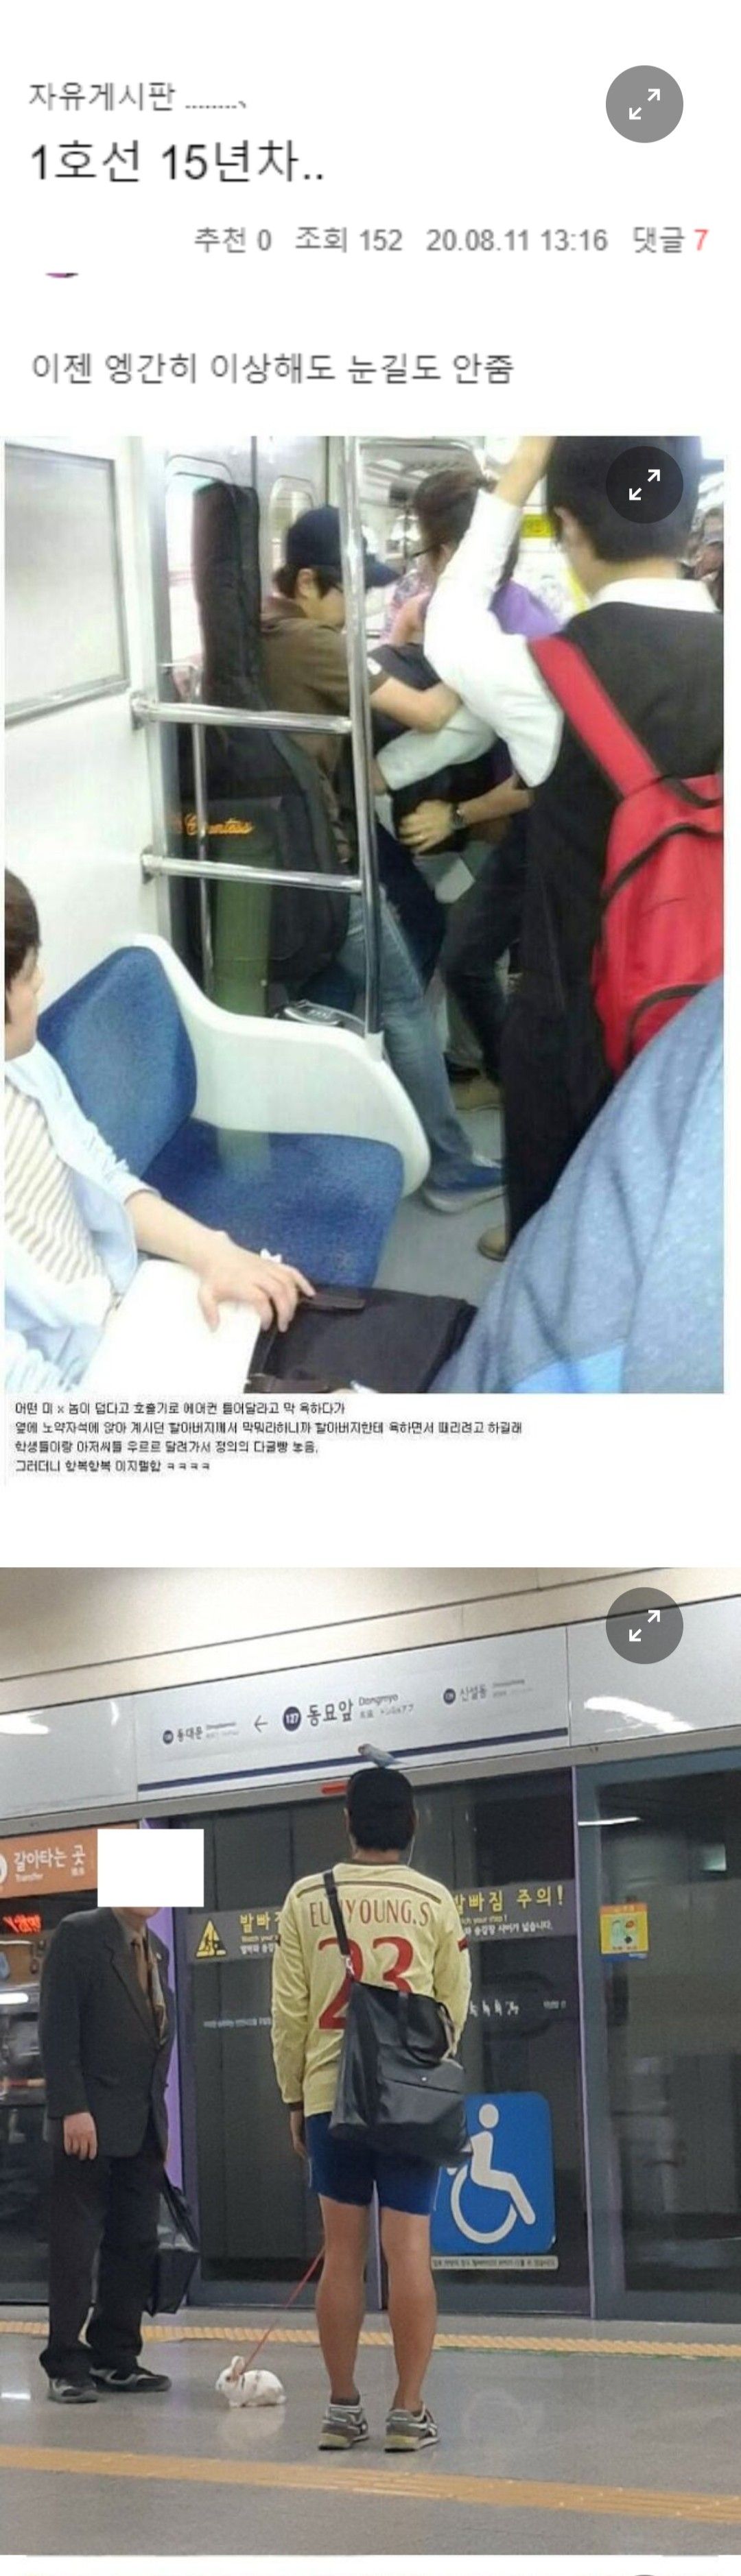 자유게시판
1호선 15년차..
추천 0 조회 152 20.08.11 13:16 댓글 7
이젠 엥간히 이상해도 눈길도 안줌
어떤 미 x 놈이 덥다고 호출기로 에어컨 틀어달라고 막 욕하다가
옆에 노약자석에 앉아 계시던 할아버지께서 막뭐라하니까 할아버지한테 욕하면서 때리려고 하길래
학생들이랑 아저씨들 우르르 달려가서 정의의 다굴빵 놓음,
그러더니 항복항복 이지랄함 ㅋㅋㅋㅋ
동대문 ← 127 동묘앞 Dongmyo 신설동
갈아타는 곳
Transfer
발빠짐 주의!
EUNYOUNG.S
23